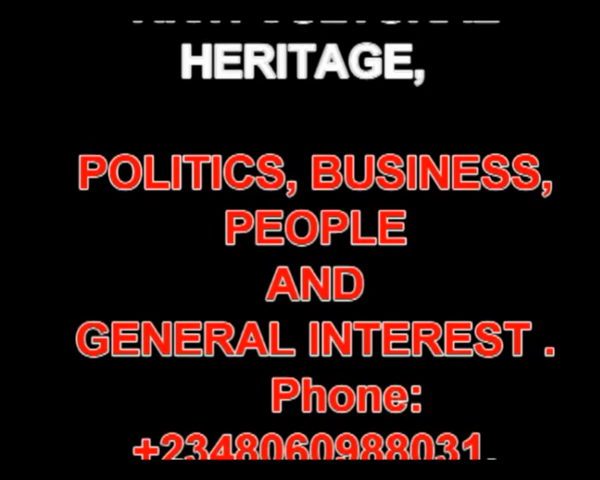 HERITAGE,
POLITICS, BUSINESS,
PEOPLE
AND
GENERAL INTEREST .
Phone:
+2348060988031.